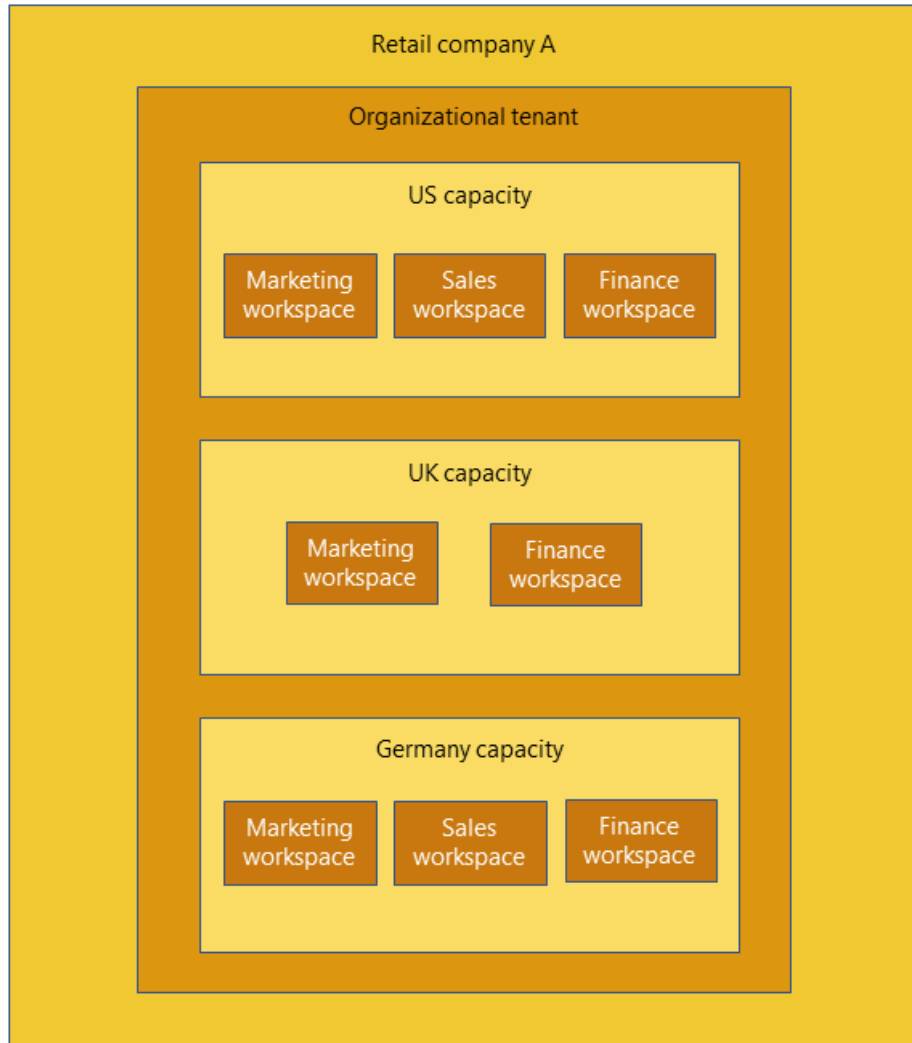 Retail company A
Organizational tenant
US capacity
Marketing
workspace
Sales
workspace
Finance
workspace
UK capacity
Marketing
workspace
Finance
workspace
Germany capacity
Marketing
workspace
Sales
workspace
Finance
workspace